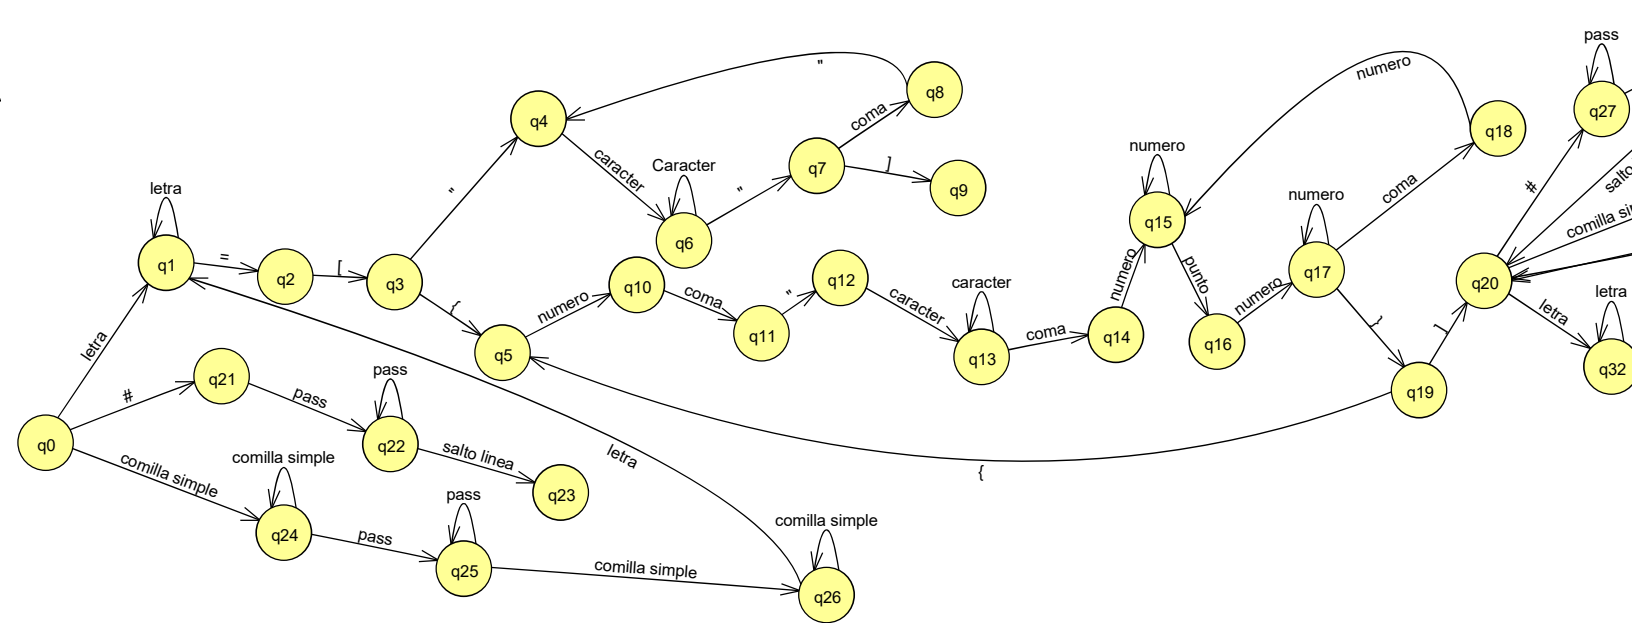 pass
"
q8
q27
numero
coma
q4
q18
caracter
Caracter
"
q7
]
q9
#
salto
numero
"
coma
letra
numero
q15
comilla
q6
q1
=
q2
[
q3
q10
"
q12
caracter
numero
punto
q17
q20
{
numero
coma
q11
caracter
q13
coma
q14
numero
q16
}
]
letra
letra
q32
letra
q5
q21
pass
#
pass
q19
q0
q22
comilla simple
comilla simple
salto linea
letra
{
q23
q24
pass
pass
q25
comilla simple
comilla simple
q26